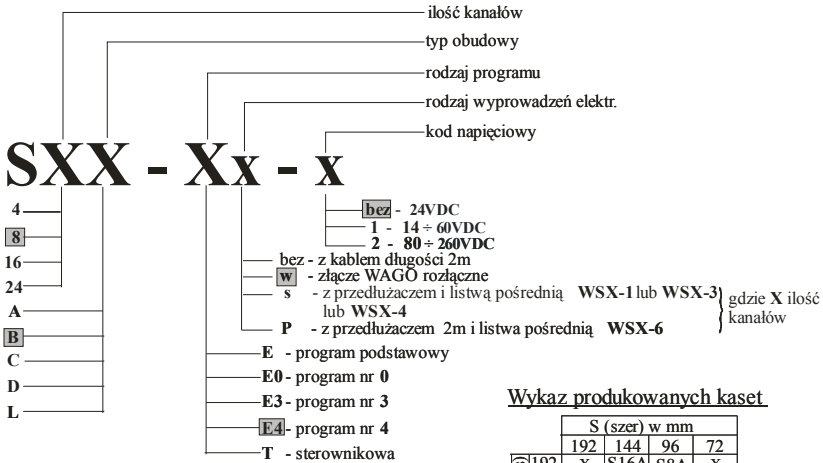 ilość kanałów
typ obudowy
rodzaj programu
rodzaj wyprowadzeń elektr.
kod napięciowy
SXX - Xx - x
4
8
16
24
A
B
C
D
L
bez - 24VDC
1 - 14 ÷ 60VDC
2 - 80 ÷ 260VDC
bez - z kablem długości 2m
w - złącze WAGO rozłączne
s - z przedłużaczem i listwą pośrednią WSX-1 lub WSX-3
lub WSX-4
P - z przedłużaczem 2m i listwa pośrednią WSX-6
gdzie X ilość
kanałów
E - program podstawowy
E0 - program nr 0
E3 - program nr 3
E4 - program nr 4
T - sterownikowa
Wykaz produkowanych kaset
S (szer) w mm
192 144 96 72
192 X S16A S8A X